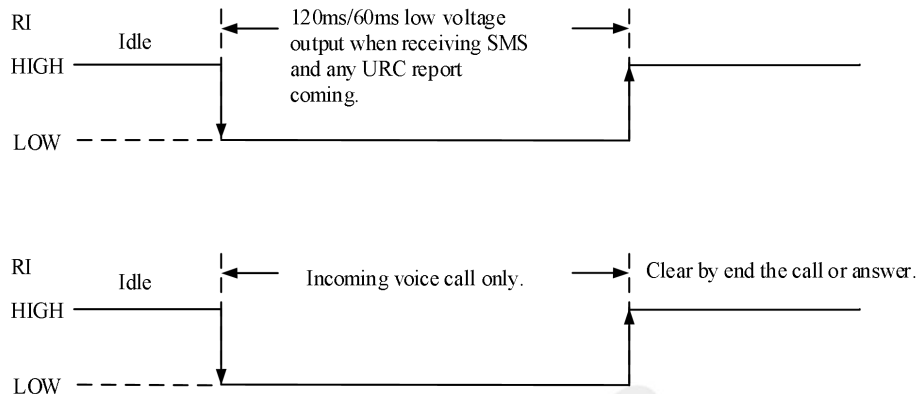 RI
Idle
HIGH
120ms/60ms low voltage
output when receiving SMS
and any URC report
coming.
LOW
RI
Idle
HIGH
Incoming voice call only.
Clear by end the call or answer.
LOW